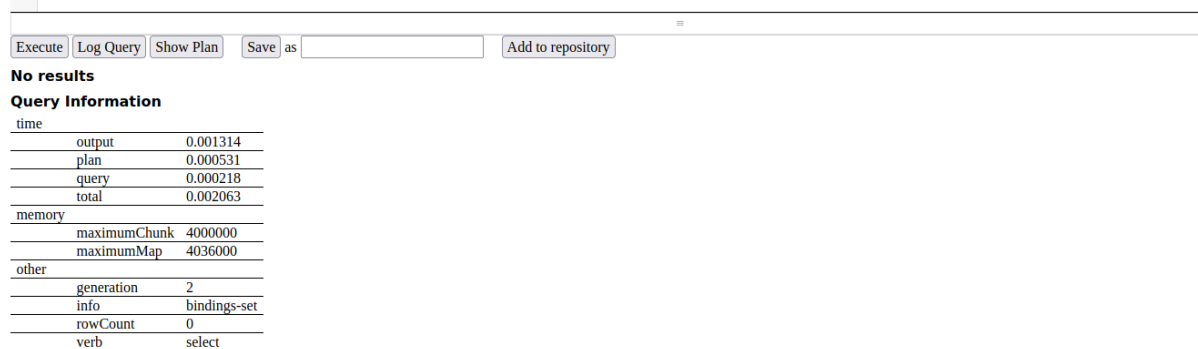 Execute Log Query Show Plan Save as Add to repository
No results
Query Information
time
output 0.001314
plan 0.000531
query 0.000218
total 0.002063
memory
maximumChunk 4000000
maximumMap 4036000
other
generation 2
info bindings-set
rowCount 0
verb select